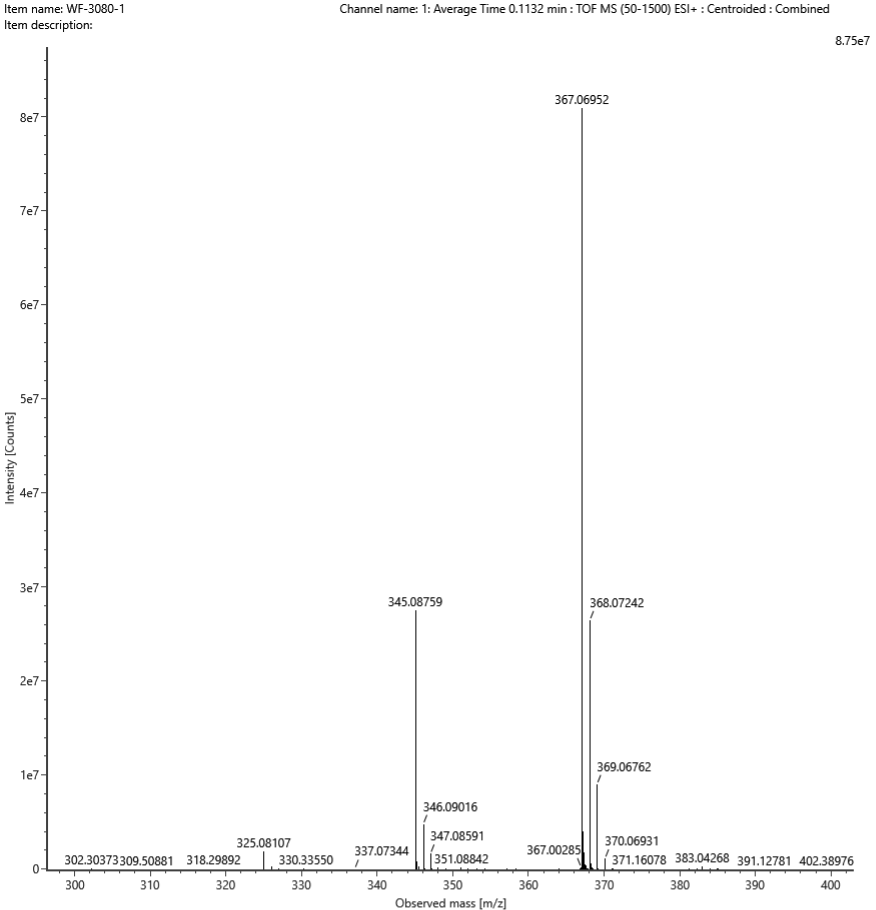 Item name: WF-3080-1
Channel name: 1: Average Time 0.1132 min : TOF MS (50-1500) ESI+ : Centroided : Combined
Item description:
8.75e7
367.06952
8e7
7e7
6e7
5e7
Intensity [Counts]
4e7
3e7
345.08759
368.07242
2e7
1e7
369.06762
346.09016
325.08107
347.08591
370.06931
337.07344
367.00285
302.30373
309.50881
318.29892
330.33550
351.08842
371.16078
383.04268
391.12781
402.38976
0
300
310
320
330
340
350
360
370
380
390
400
Observed mass [m/z]